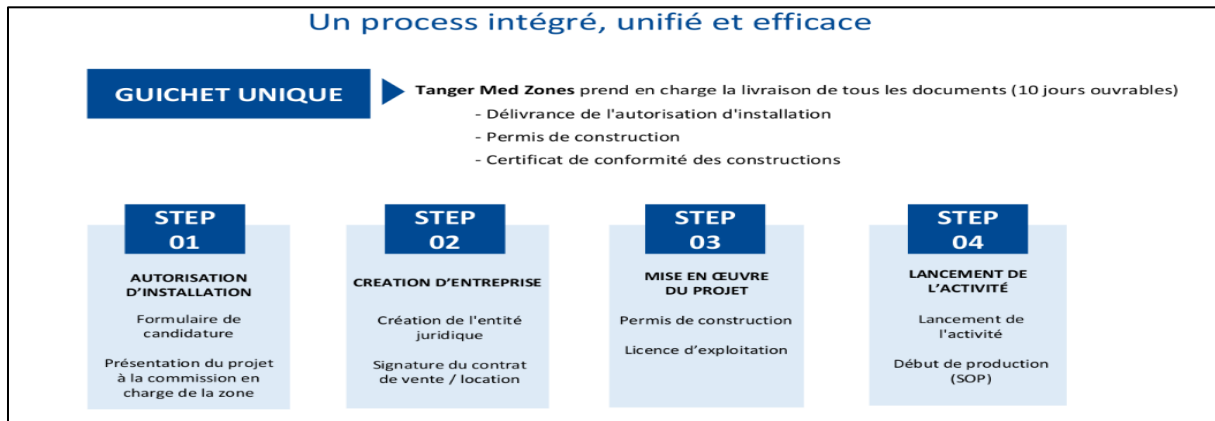 Un process intégré, unifié et efficace
GUICHET UNIQUE
Tanger Med Zones prend en charge la livraison de tous les documents (10 jours ouvrables)
- Délivrance de l'autorisation d'installation
- Permis de construction
- Certificat de conformité des constructions
STEP
01
AUTORISATION
D'INSTALLATION
Formulaire de
candidature
Présentation du projet
à la commission en
charge de la zone
STEP
02
CREATION D'ENTREPRISE
Création de l'entité
juridique
Signature du contrat
de vente / location
STEP
03
MISE EN ŒUVRE
DU PROJET
Permis de construction
Licence d'exploitation
STEP
04
LANCEMENT DE
L'ACTIVITÉ
Lancement de
l'activité
Début de production
(SOP)